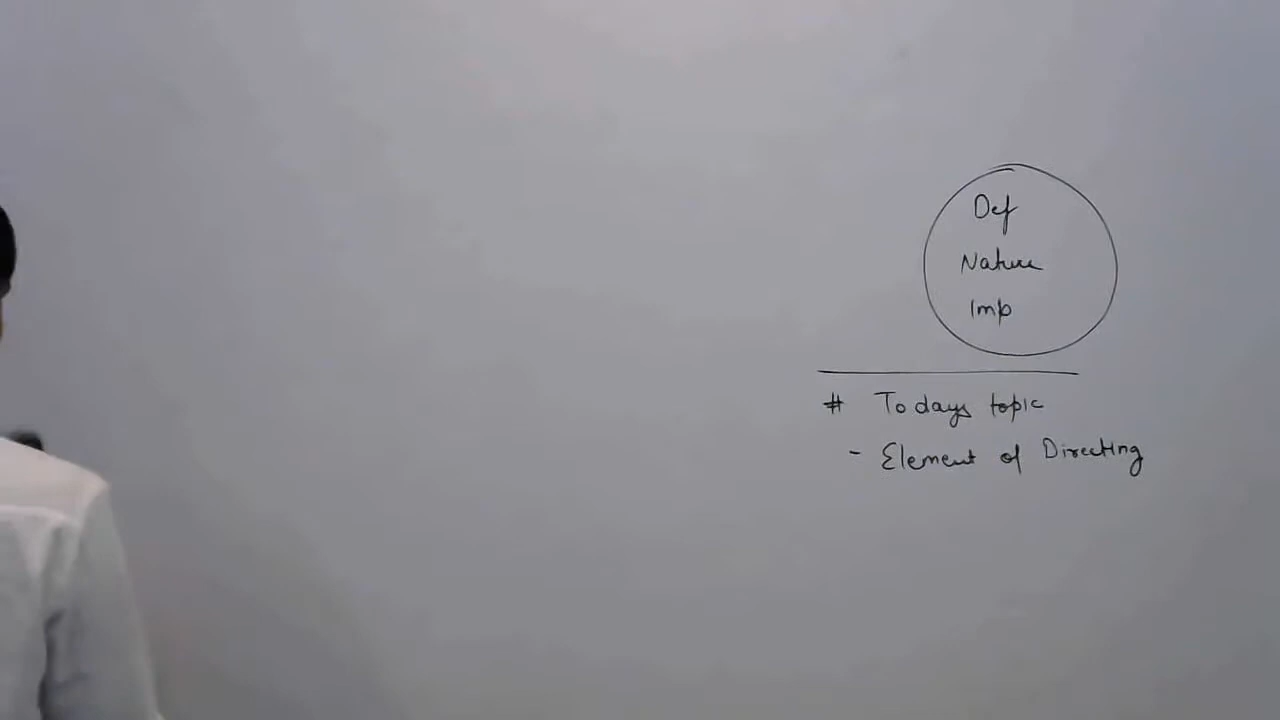 Def
Nature
Imp
# Todays topic
- Element of Directing